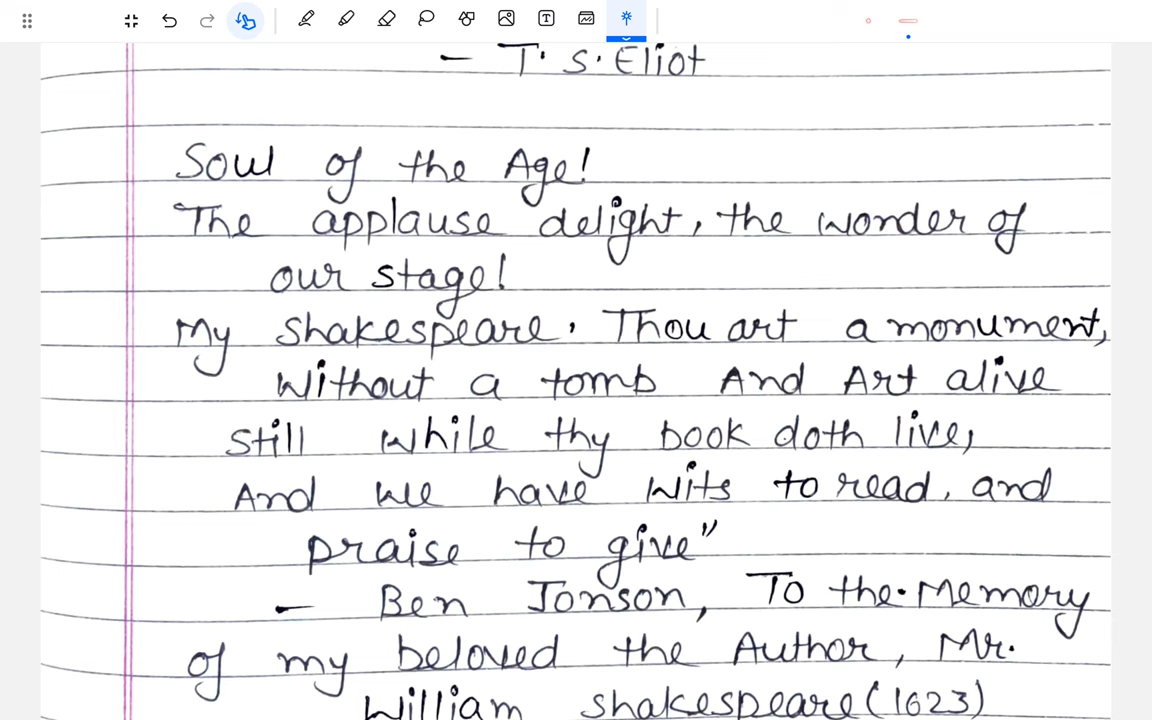 — T. S. Eliot
Soul of the Age!
The applause delight, the wonder of
our stage!
My Shakespeare. Thou art a monument,
without a tomb And Art alive
still while thy book doth live,
And we have wits to read, and
praise to give"
— Ben Jonson, To the Memory
of my beloved the Author, Mr.
William Shakespeare (1623)